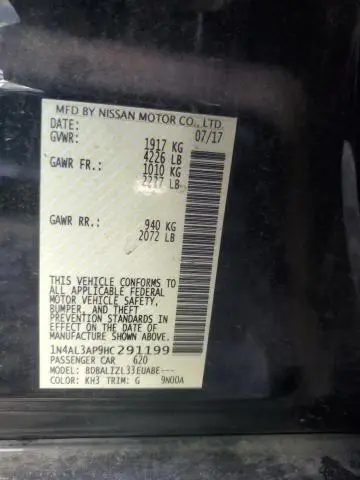 MFD BY NISSAN MOTOR CO., LTD.
DATE: 07/17
GVWR: 1917 KG
4226 LB
GAWR FR.: 1010 KG
2227 LB
GAWR RR.: 940 KG
2072 LB
THIS VEHICLE CONFORMS TO
ALL APPLICABLE FEDERAL
MOTOR VEHICLE SAFETY,
BUMPER, AND THEFT
PREVENTION STANDARDS
IN EFFECT ON THE DATE OF
MANUFACTURE SHOWN ABOVE.
1N4AL3AP9HC291199
PASSENGER CAR 620
MODEL: BDBALTZL33EUA8E---
COLOR: KH3 TRIM: G 9N00A